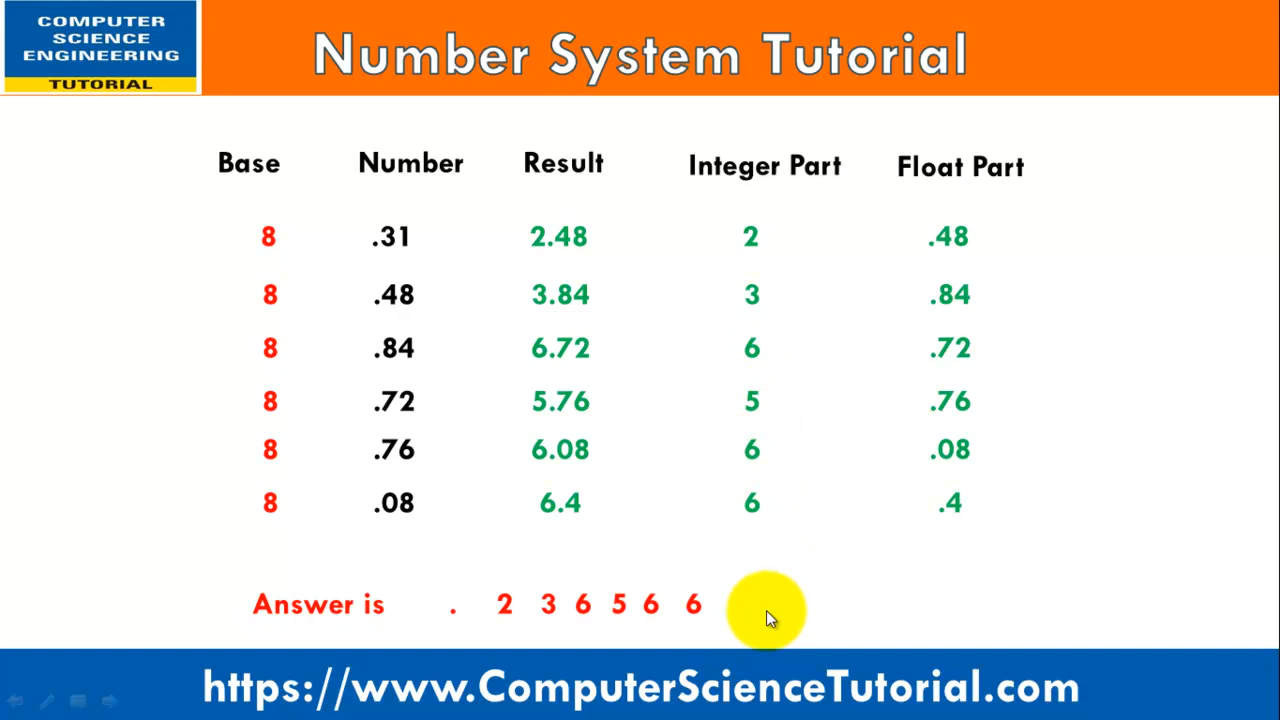 COMPUTER
SCIENCE
ENGINEERING
TUTORIAL
Number System Tutorial
Base Number Result Integer Part Float Part
8 .31 2.48 2 .48
8 .48 3.84 3 .84
8 .84 6.72 6 .72
8 .72 5.76 5 .76
8 .76 6.08 6 .08
8 .08 6.4 6 .4
Answer is . 2 3 6 5 6 6
https://www.ComputerScienceTutorial.com